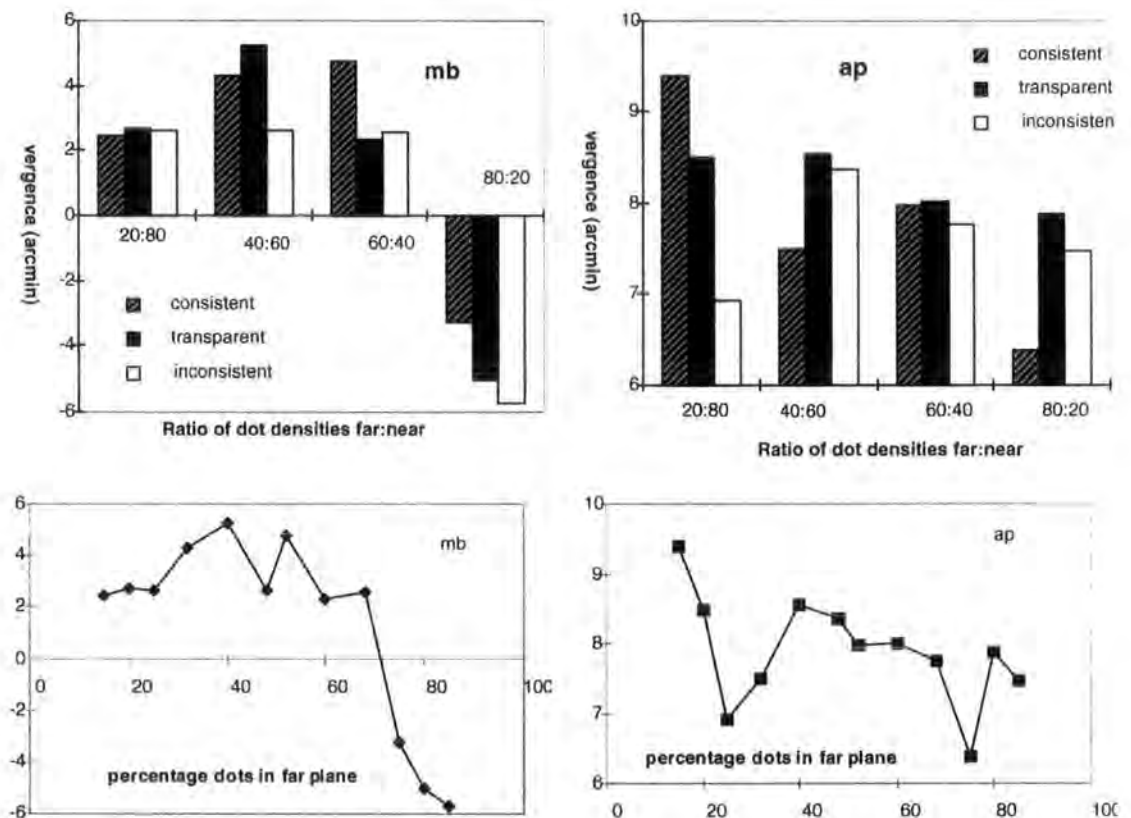 6
4
2
0
-2
-4
-6
vergence (arcmin)
mb
20:80
40:60
60:40
80:20
consistent
transparent
inconsistent
Ratio of dot densities far:near
10
9
8
7
6
vergence (arcmin)
ap
consistent
transparent
inconsisten
20:80
40:60
60:40
80:20
Ratio of dot densities far:near
6
4
2
0
-2
-4
-6
mb
0 20 40 60 80 100
percentage dots in far plane
10
9
8
7
6
ap
percentage dots in far plane
0 20 40 60 80 100